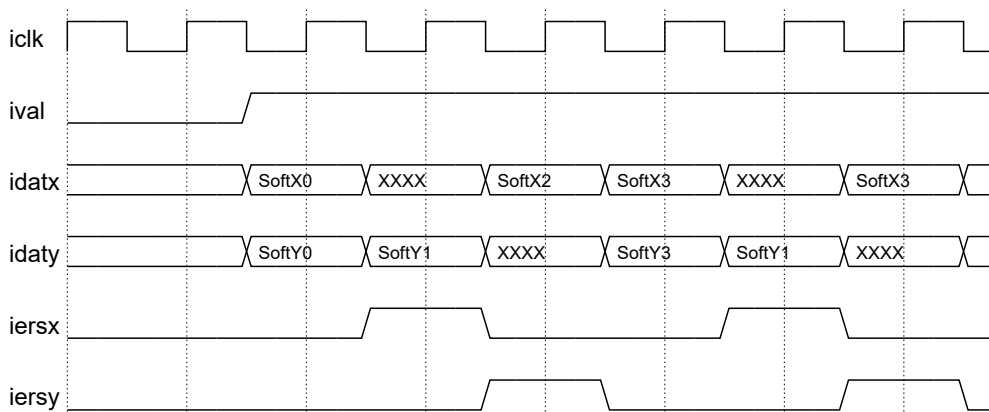 iclk
ival
idatx SoftX0 XXXX SoftX2 SoftX3 XXXX SoftX3
idaty SoftY0 SoftY1 XXXX SoftY3 SoftY1 XXXX
iersx
iersy